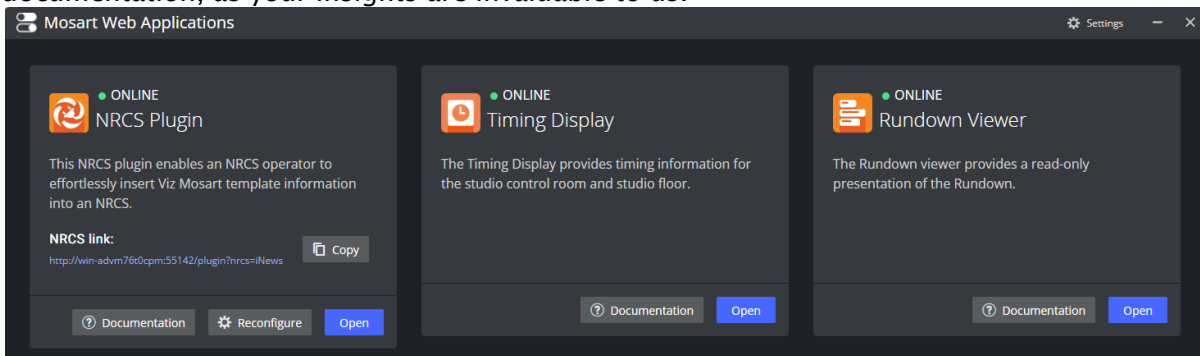 documentation, as your insights are invaluable to us.
Mosart Web Applications
Settings
ONLINE
NRCS Plugin
This NRCS plugin enables an NRCS operator to
effortlessly insert Viz Mosart template information
into an NRCS.
NRCS link:
http://win-advm76t0cpm:55142/plugin?nrcs=iNews
Copy
Documentation
Reconfigure
Open
ONLINE
Timing Display
The Timing Display provides timing information for
the studio control room and studio floor.
Documentation
Open
ONLINE
Rundown Viewer
The Rundown viewer provides a read-only
presentation of the Rundown.
Documentation
Open